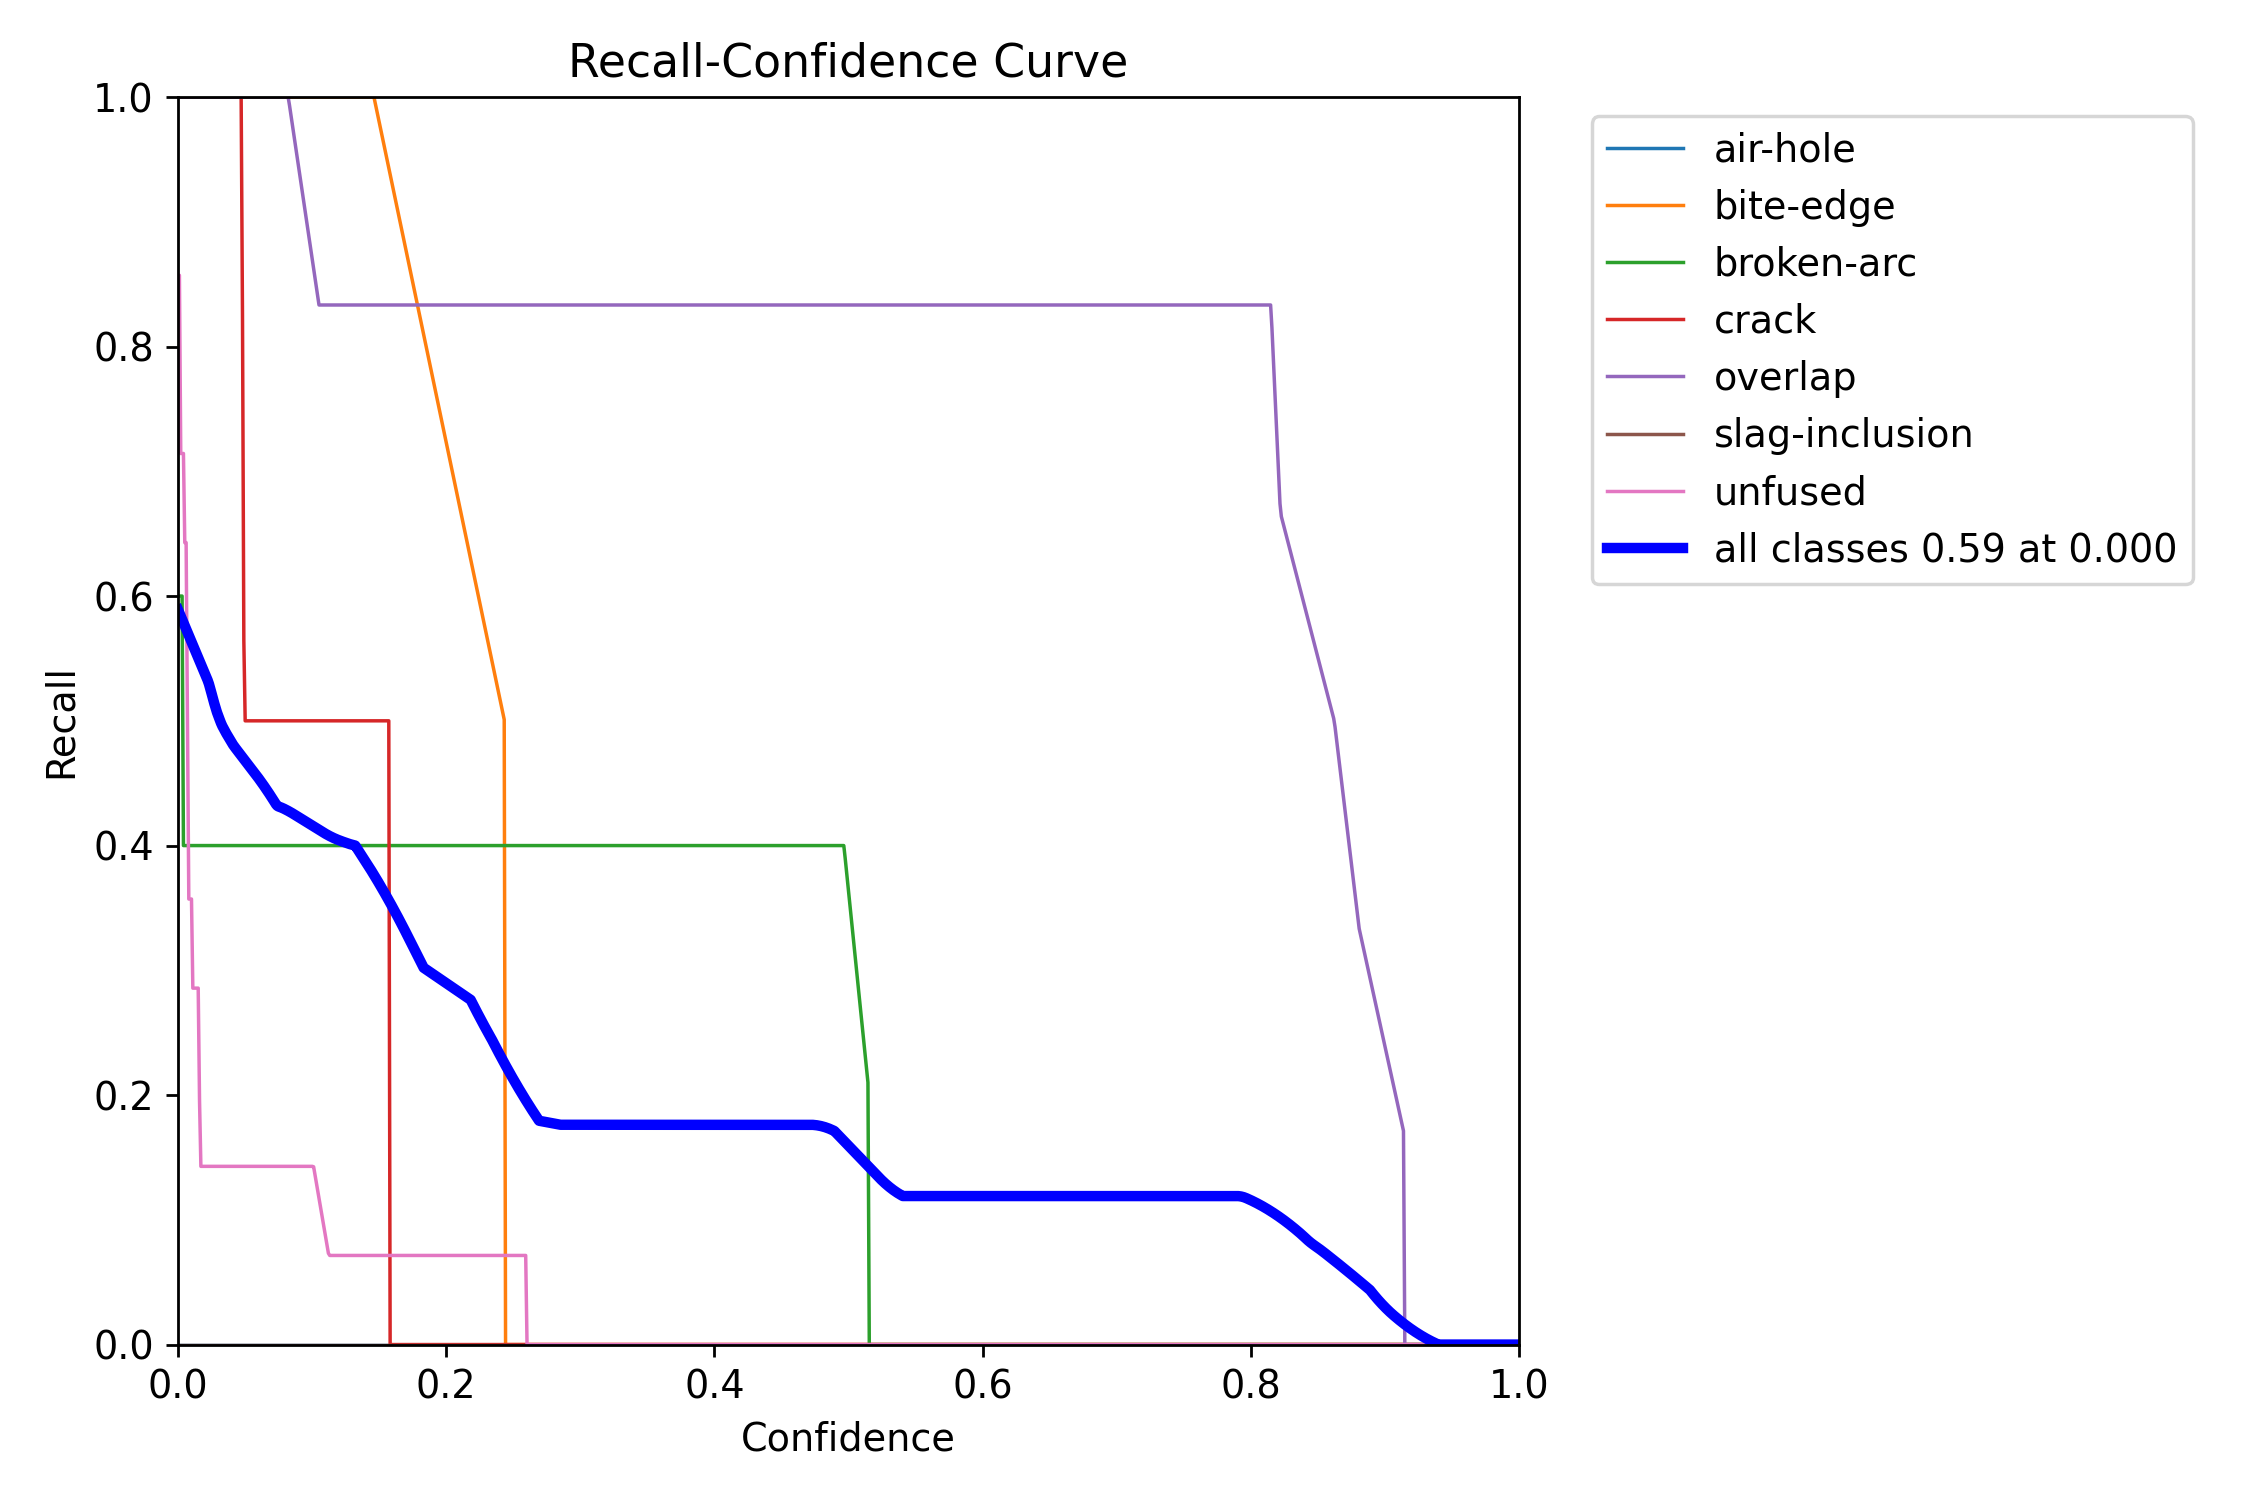 Recall-Confidence Curve
1.0
0.8
0.6
0.4
0.2
0.0
Recall
0.0 0.2 0.4 0.6 0.8 1.0
Confidence
air-hole
bite-edge
broken-arc
crack
overlap
slag-inclusion
unfused
all classes 0.59 at 0.000